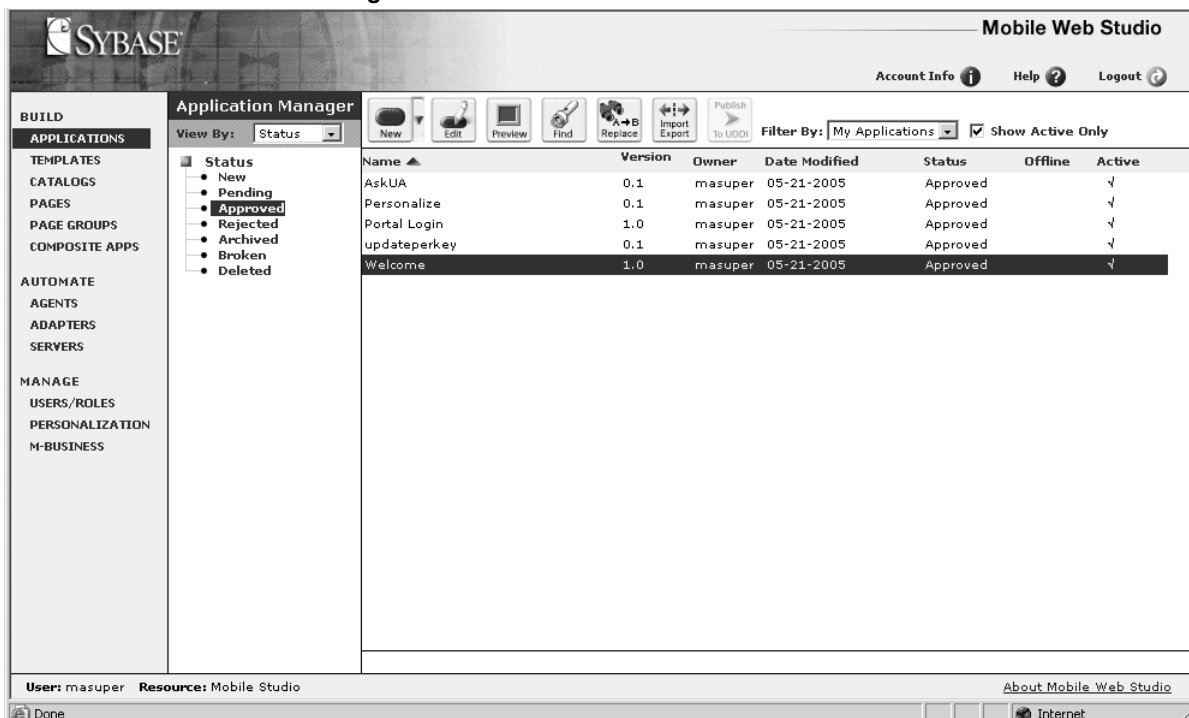 SYBASE
Mobile Web Studio
Account Info
Help ?
Logout
BUILD
APPLICATIONS
TEMPLATES
CATALOGS
PAGES
PAGE GROUPS
COMPOSITE APPS
AUTOMATE
AGENTS
ADAPTERS
SERVERS
MANAGE
USERS/ROLES
PERSONALIZATION
M-BUSINESS
Application Manager
View By: Status
Status
New
Pending
Approved
Rejected
Archived
Broken
Deleted
New
Edit
Preview
Find
A→B
Replace
Import
Export
Publish
To UDDI
Filter By: My Applications Show Active Only
Name Version Owner Date Modified Status Offline Active
AskUA 0.1 masuper 05-21-2005 Approved √
Personalize 0.1 masuper 05-21-2005 Approved √
Portal Login 1.0 masuper 05-21-2005 Approved √
updateperkey 0.1 masuper 05-21-2005 Approved √
Welcome 1.0 masuper 05-21-2005 Approved √
User: masuper Resource: Mobile Studio
About Mobile Web Studio
Done
Internet